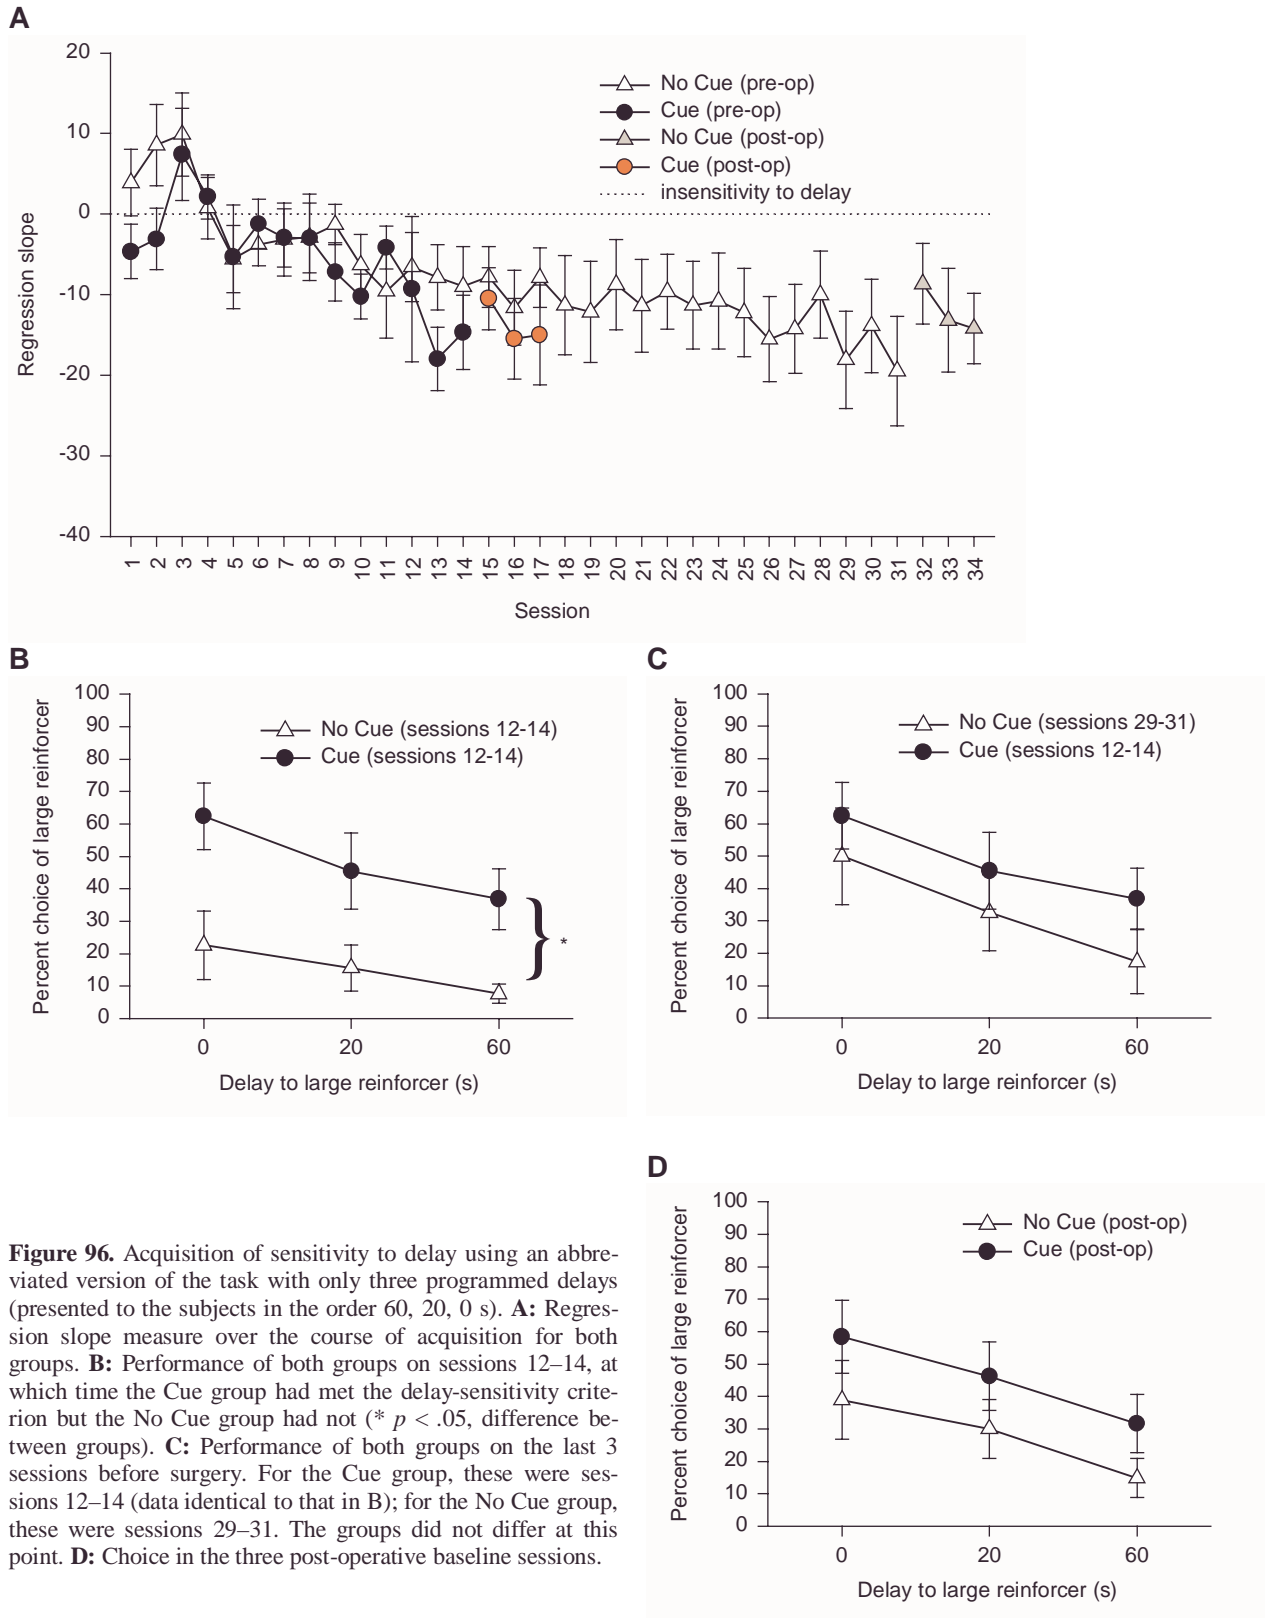 A
20
10
0
-10
-20
-30
-40
Regression slope
No Cue (pre-op)
Cue (pre-op)
No Cue (post-op)
Cue (post-op)
insensitivity to delay
1 2 3 4 5 6 7 8 9 10 11 12 13 14 15 16 17 18 19 20 21 22 23 24 25 26 27 28 29 30 31 32 33 34
Session
B
100
90
80
70
60
50
40
30
20
10
0
Percent choice of large reinforcer
No Cue (sessions 12-14)
Cue (sessions 12-14)
*
0 20 60
Delay to large reinforcer (s)
C
100
90
80
70
60
50
40
30
20
10
0
Percent choice of large reinforcer
No Cue (sessions 29-31)
Cue (sessions 12-14)
0 20 60
Delay to large reinforcer (s)
D
100
90
80
70
60
50
40
30
20
10
0
Percent choice of large reinforcer
No Cue (post-op)
Cue (post-op)
0 20 60
Delay to large reinforcer (s)
Figure 96. Acquisition of sensitivity to delay using an abbre-
viated version of the task with only three programmed delays
(presented to the subjects in the order 60, 20, 0 s). A: Regres-
sion slope measure over the course of acquisition for both
groups. B: Performance of both groups on sessions 12–14, at
which time the Cue group had met the delay-sensitivity crite-
rion but the No Cue group had not (* p < .05, difference be-
tween groups). C: Performance of both groups on the last 3
sessions before surgery. For the Cue group, these were ses-
sions 12–14 (data identical to that in B); for the No Cue group,
these were sessions 29–31. The groups did not differ at this
point. D: Choice in the three post-operative baseline sessions.